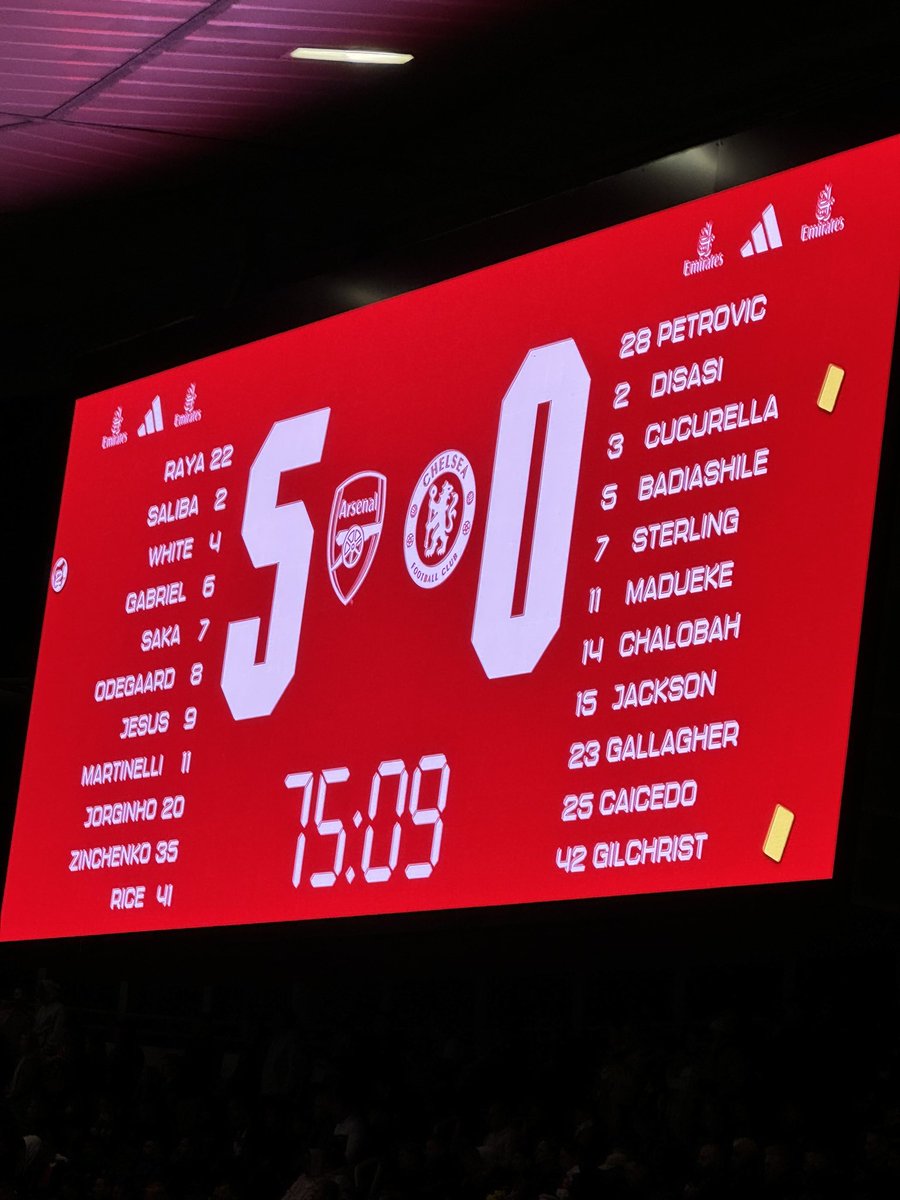 Emirates Emirates
RAYA 22
SALIBA 2
WHITE 4
GABRIEL 6
SAKA 7
ODEGAARD 8
JESUS 9
MARTINELLI 11
JORGINHO 20
ZINCHENKO 35
RICE 41
5
Arsenal
CHELSEA
FOOTBALL CLUB
0
75:09
Emirates Emirates
28 PETROVIC
2 DISASI
3 CUCURELLA
5 BADIASHILE
7 STERLING
11 MADUEKE
14 CHALOBAH
15 JACKSON
23 GALLAGHER
25 CAICEDO
42 GILCHRIST